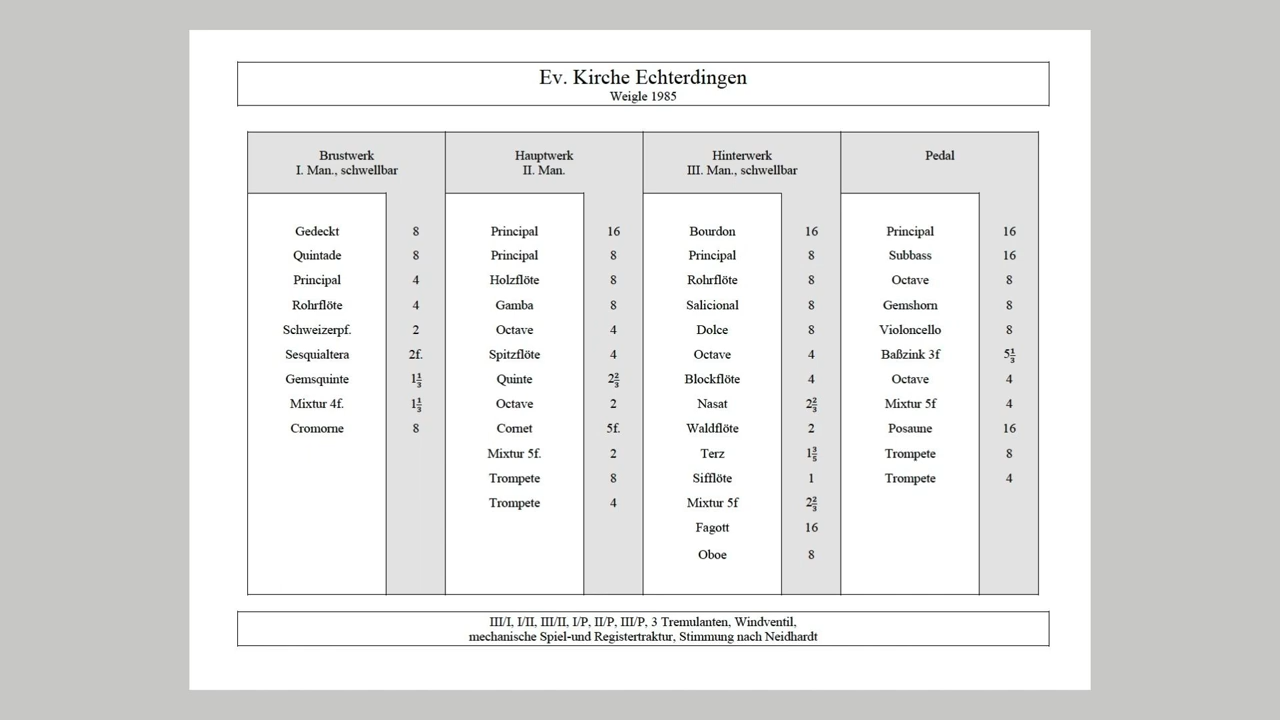 Ev. Kirche Echterdingen
Weigle 1985
Brustwerk
I. Man., schwellbar
Gedeckt 8
Quintade 8
Principal 4
Rohrflöte 4
Schweizerpf. 2
Sesquialtera 2f.
Gemsquinte 1⅓
Mixtur 4f. 1⅓
Cromorne 8
Hauptwerk
II. Man.
Principal 16
Principal 8
Holzflöte 8
Gamba 8
Octave 4
Spitzflöte 4
Quinte 2⅔
Octave 2
Cornet 5f.
Mixtur 5f. 2
Trompete 8
Trompete 4
Hinterwerk
III. Man., schwellbar
Bourdon 16
Principal 8
Rohrflöte 8
Salicional 8
Dolce 8
Octave 4
Blockflöte 4
Nasat 2⅔
Waldflöte 2
Terz 1⅗
Sifflöte 1
Mixtur 5f 2⅔
Fagott 16
Oboe 8
Pedal
Principal 16
Subbass 16
Octave 8
Gemshorn 8
Violoncello 8
Baßzink 3f 5⅓
Octave 4
Mixtur 5f 4
Posaune 16
Trompete 8
Trompete 4
III/I, I/II, III/II, I/P, II/P, III/P, 3 Tremulanten, Windventil,
mechanische Spiel-und Registertraktur, Stimmung nach Neidhardt